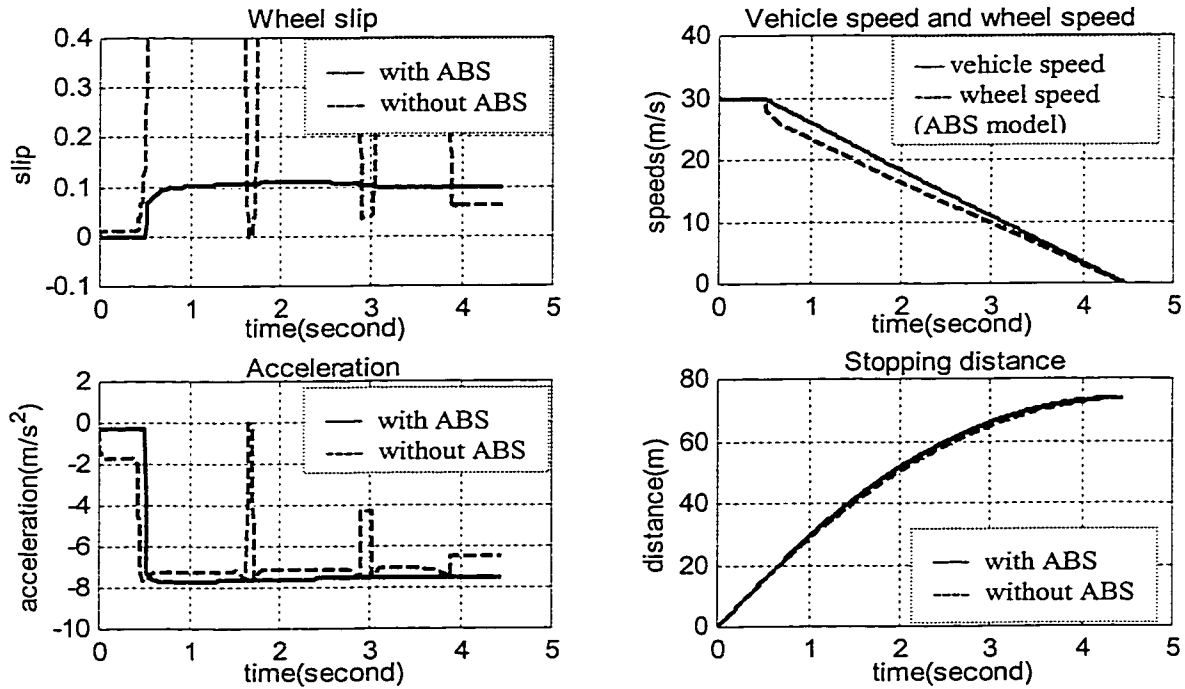 Wheel slip
0.4
0.3
0.2
0.1
0
-0.1
slip
with ABS
without ABS
0 1 2 3 4 5
time(second)
Vehicle speed and wheel speed
40
30
20
10
0
speeds(m/s)
vehicle speed
wheel speed
(ABS model)
0 1 2 3 4 5
time(second)
Acceleration
2
0
-2
-4
-6
-8
-10
acceleration(m/s²)
with ABS
without ABS
0 1 2 3 4 5
time(second)
Stopping distance
80
60
40
20
0
distance(m)
with ABS
without ABS
0 1 2 3 4 5
time(second)